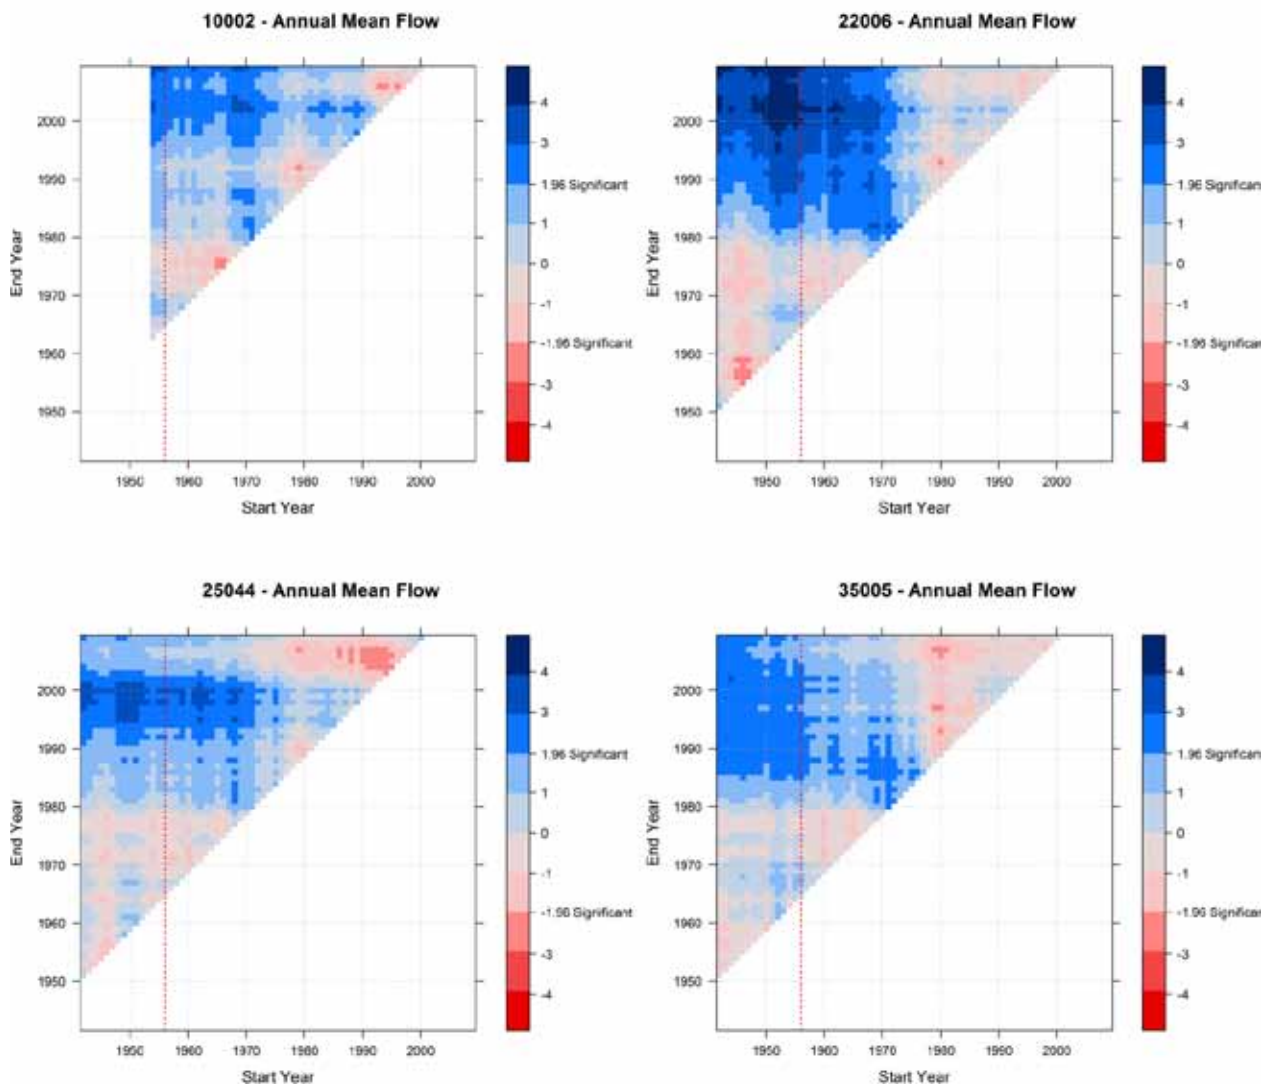 10002 - Annual Mean Flow
End Year
2000
1990
1980
1970
1960
1950
1950 1960 1970 1980 1990 2000
Start Year
4
3
1.96 Significant
1
0
-1
-1.96 Significant
-3
-4
22006 - Annual Mean Flow
End Year
2000
1990
1980
1970
1960
1950
1950 1960 1970 1980 1990 2000
Start Year
4
3
1.96 Significant
1
0
-1
-1.96 Significan
-3
-4
25044 - Annual Mean Flow
End Year
2000
1990
1980
1970
1960
1950
1950 1960 1970 1980 1990 2000
Start Year
4
3
1.96 Significant
1
0
-1
-1.96 Significant
-3
-4
35005 - Annual Mean Flow
End Year
2000
1990
1980
1970
1960
1950
1950 1960 1970 1980 1990 2000
Start Year
4
3
1.96 Significant
1
0
-1
-1.96 Significan
-3
-4